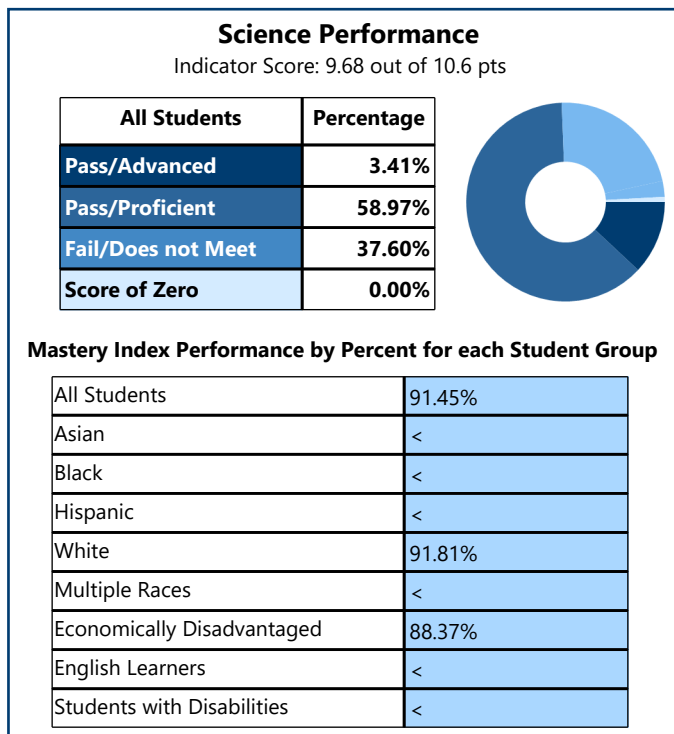 Science Performance
Indicator Score: 9.68 out of 10.6 pts
All Students Percentage
Pass/Advanced 3.41%
Pass/Proficient 58.97%
Fail/Does not Meet 37.60%
Score of Zero 0.00%
Mastery Index Performance by Percent for each Student Group
All Students 91.45%
Asian <
Black <
Hispanic <
White 91.81%
Multiple Races <
Economically Disadvantaged 88.37%
English Learners <
Students with Disabilities <